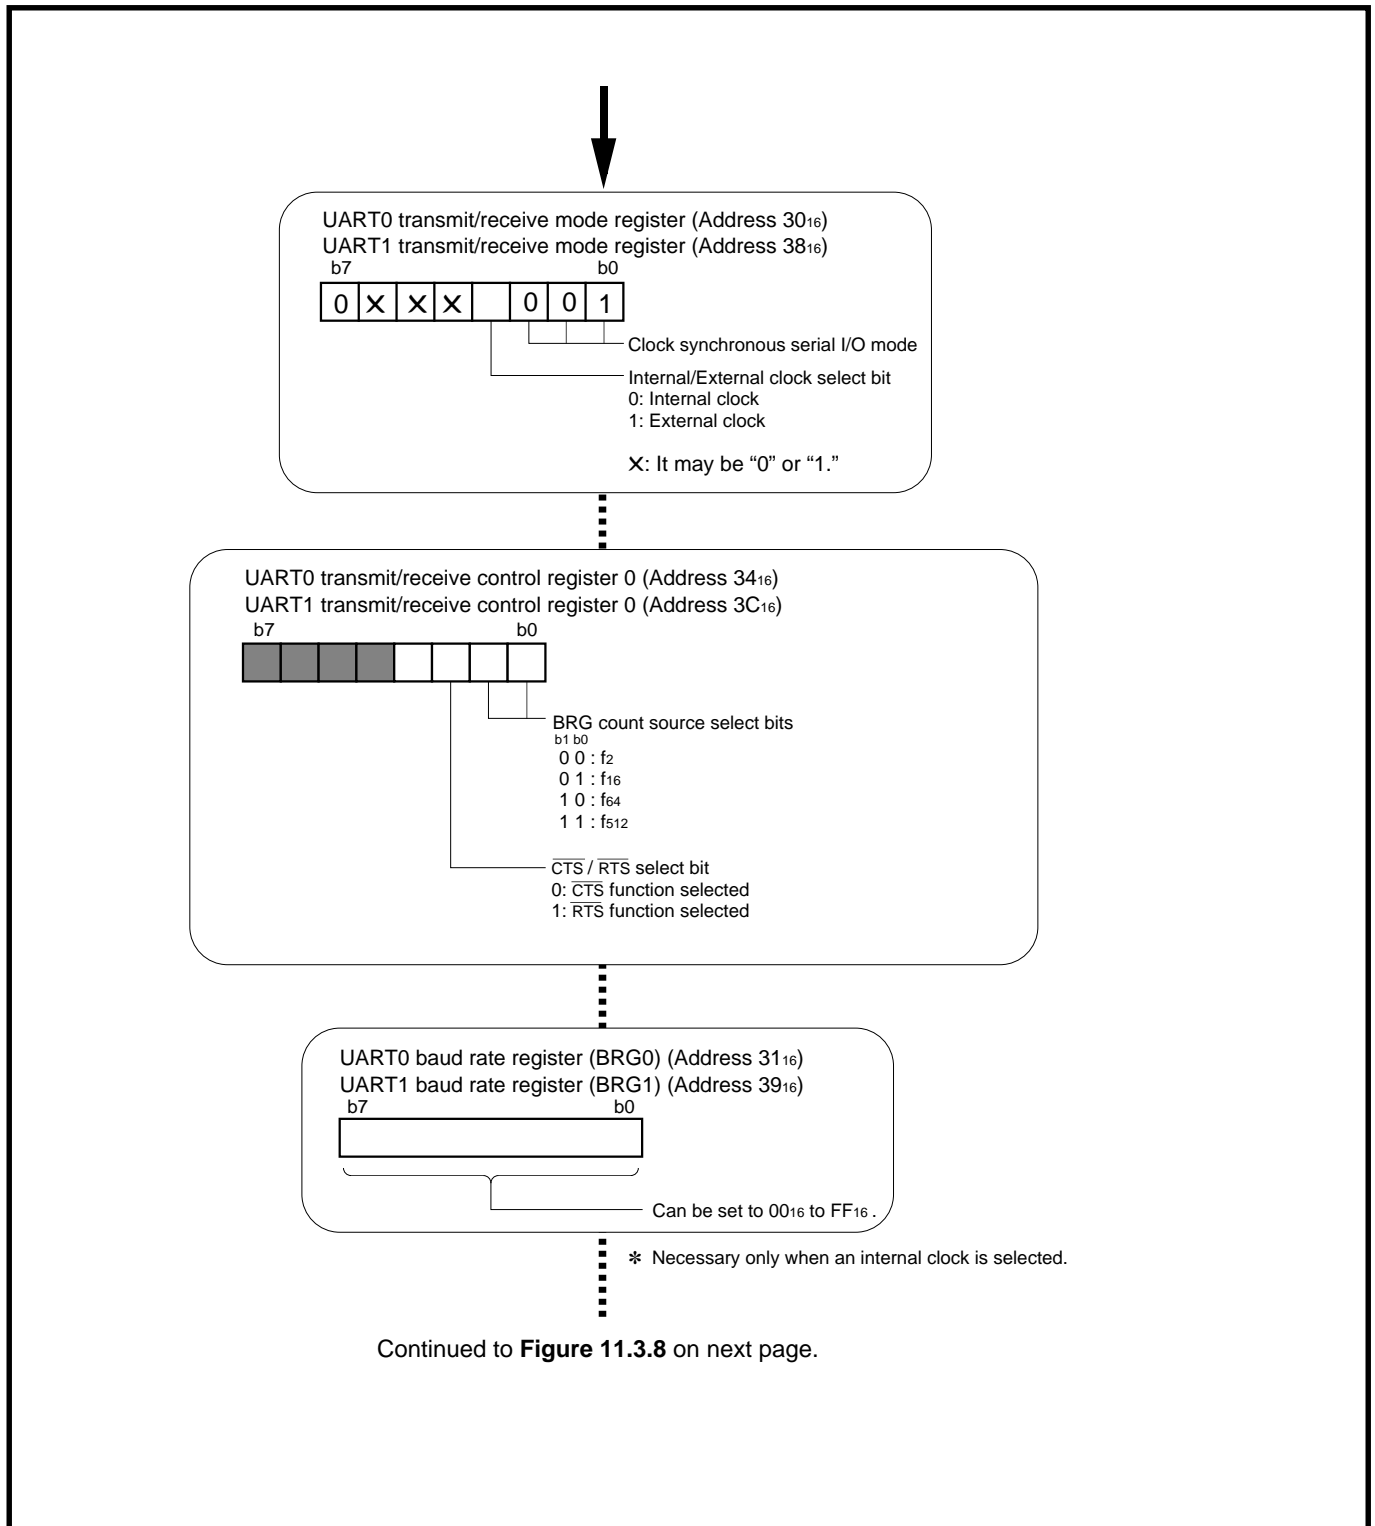 UART0 transmit/receive mode register (Address 30₁₆)
UART1 transmit/receive mode register (Address 38₁₆)
b7 b0
0 ✕ ✕ ✕ 0 0 1
Clock synchronous serial I/O mode
Internal/External clock select bit
0: Internal clock
1: External clock
✕: It may be “0” or “1.”
UART0 transmit/receive control register 0 (Address 34₁₆)
UART1 transmit/receive control register 0 (Address 3C₁₆)
b7 b0
BRG count source select bits
b1 b0
0 0 : f₂
0 1 : f₁₆
1 0 : f₆₄
1 1 : f₅₁₂
C̅T̅S̅ / R̅T̅S̅ select bit
0: C̅T̅S̅ function selected
1: R̅T̅S̅ function selected
UART0 baud rate register (BRG0) (Address 31₁₆)
UART1 baud rate register (BRG1) (Address 39₁₆)
b7 b0
Can be set to 00₁₆ to FF₁₆ .
✽ Necessary only when an internal clock is selected.
Continued to Figure 11.3.8 on next page.